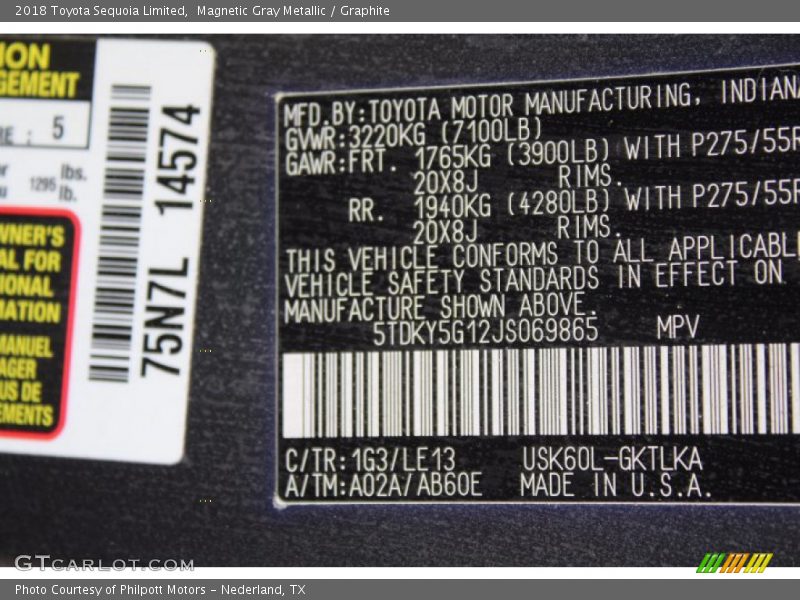 2018 Toyota Sequoia Limited,  Magnetic Gray Metallic / Graphite
ION
GEMENT
RE : 5
1295 lbs.
lb.
WNER'S
AL FOR
IONAL
MATION
MANUEL
AGER
US DE
EMENTS
75N7L 14574
MFD.BY:TOYOTA MOTOR MANUFACTURING, INDIANA
GVWR:3220KG (7100LB)
GAWR:FRT. 1765KG (3900LB) WITH P275/55R
20X8J RIMS.
RR. 1940KG (4280LB) WITH P275/55R
20X8J RIMS.
THIS VEHICLE CONFORMS TO ALL APPLICABLE
VEHICLE SAFETY STANDARDS IN EFFECT ON
MANUFACTURE SHOWN ABOVE.
5TDKY5G12JS069865 MPV
C/TR:1G3/LE13 USK60L-GKTLKA
A/TM:A02A/AB60E MADE IN U.S.A.
GTCARLOT.COM
Photo Courtesy of Philpott Motors - Nederland, TX